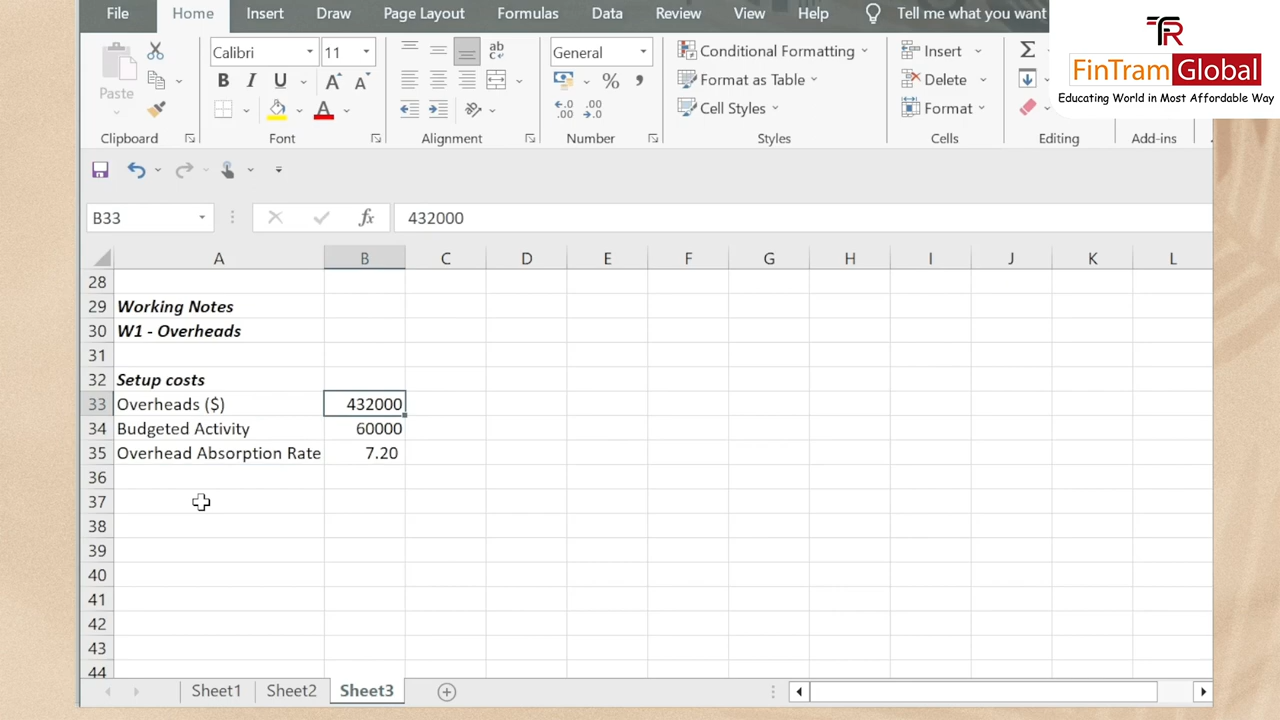 File Home Insert Draw Page Layout Formulas Data Review View Help Tell me what you want
TR
FinTram Global
Educating World in Most Affordable Way
Calibri 11 ab General Conditional Formatting Insert Σ
Paste B I U A A % , Format as Table Delete
A Cell Styles Format
Clipboard Font Alignment Number Styles Cells Editing Add-ins
B33 fx 432000
A B C D E F G H I J K L
28
29 Working Notes
30 W1 - Overheads
31
32 Setup costs
33 Overheads ($) 432000
34 Budgeted Activity 60000
35 Overhead Absorption Rate 7.20
36
37
38
39
40
41
42
43
44
Sheet1 Sheet2 Sheet3